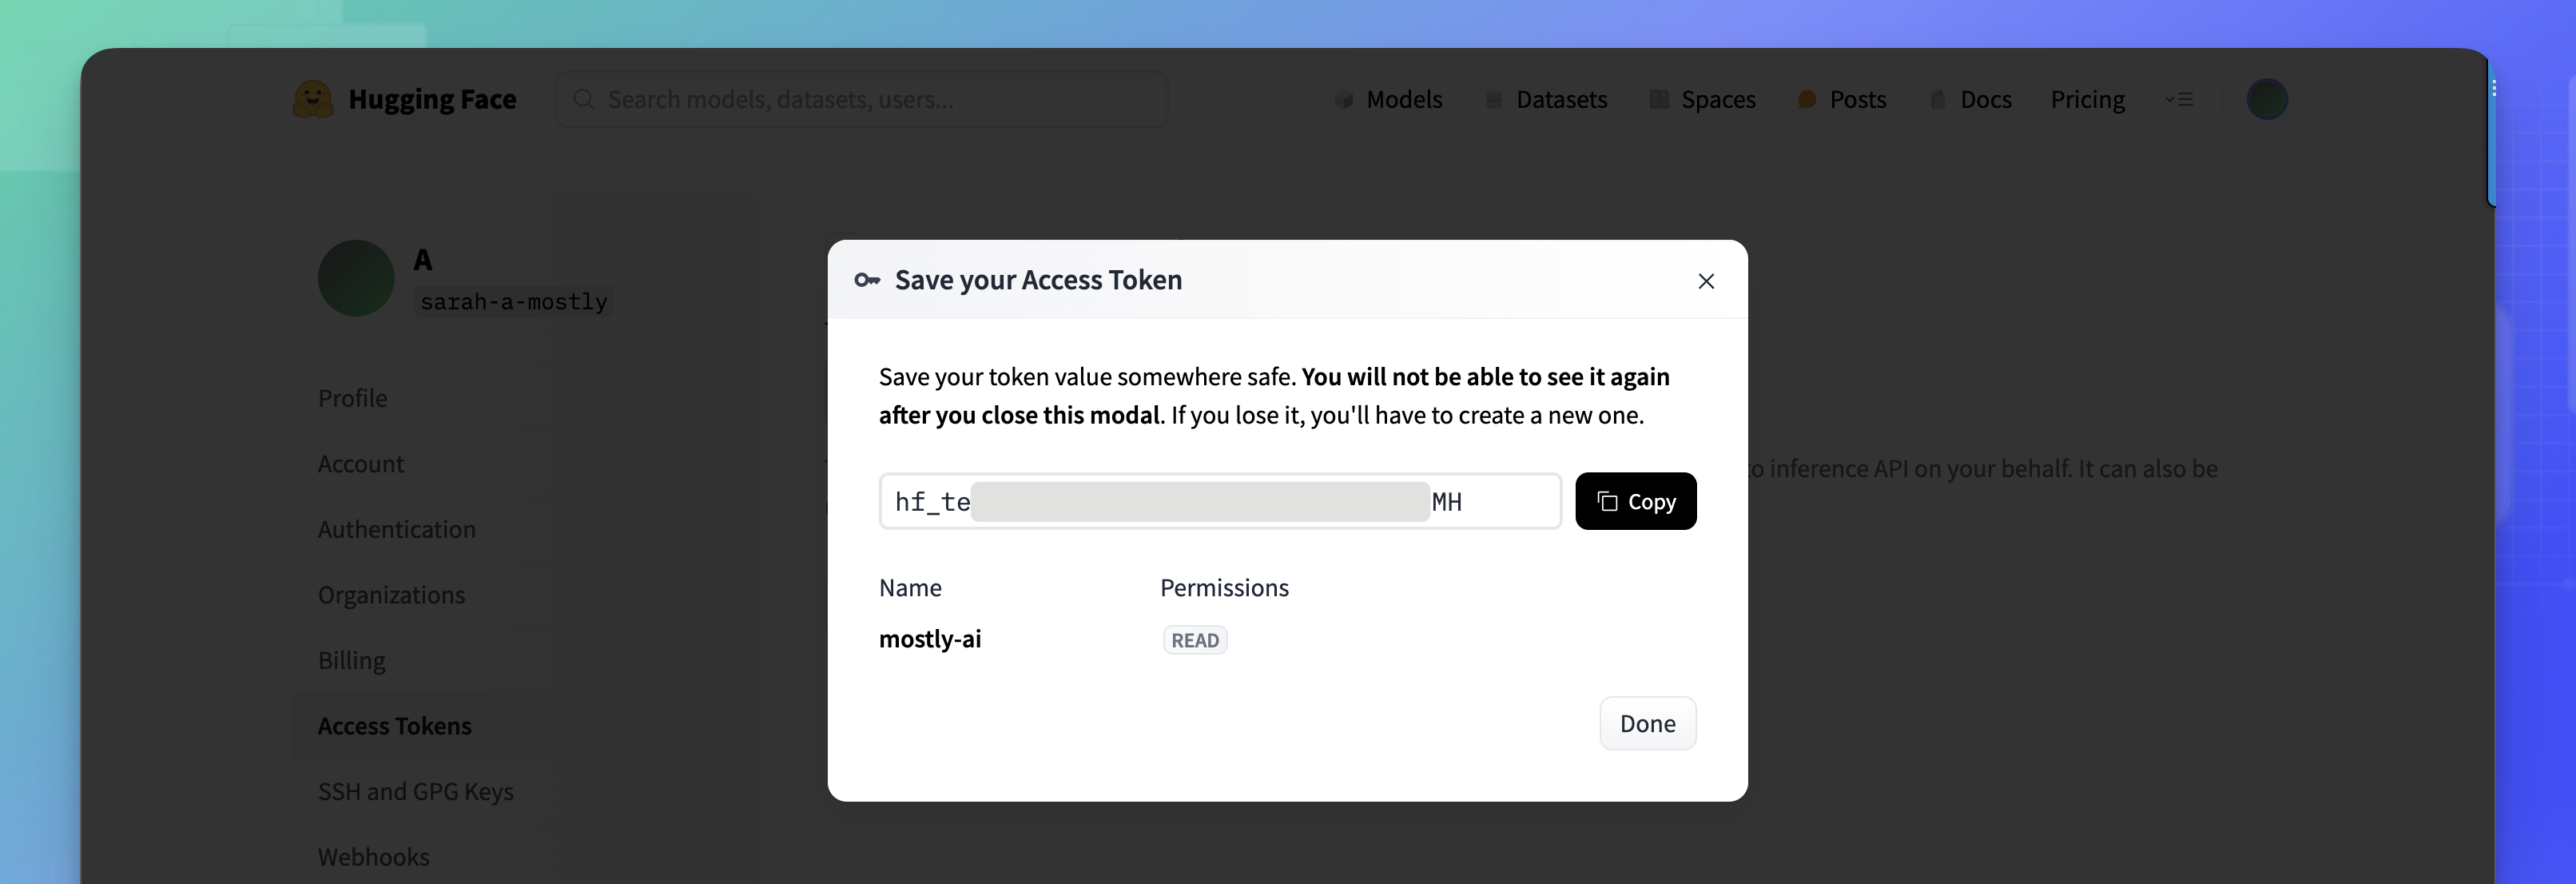 Hugging Face
Search models, datasets, users...
Models
Datasets
Spaces
Posts
Docs
Pricing
A
sarah-a-mostly
Profile
Account
Authentication
Organizations
Billing
Access Tokens
SSH and GPG Keys
Webhooks
Save your Access Token
Save your token value somewhere safe. You will not be able to see it again
after you close this modal. If you lose it, you'll have to create a new one.
hf_te
MH
Copy
Name
Permissions
mostly-ai
READ
Done
to inference API on your behalf. It can also be